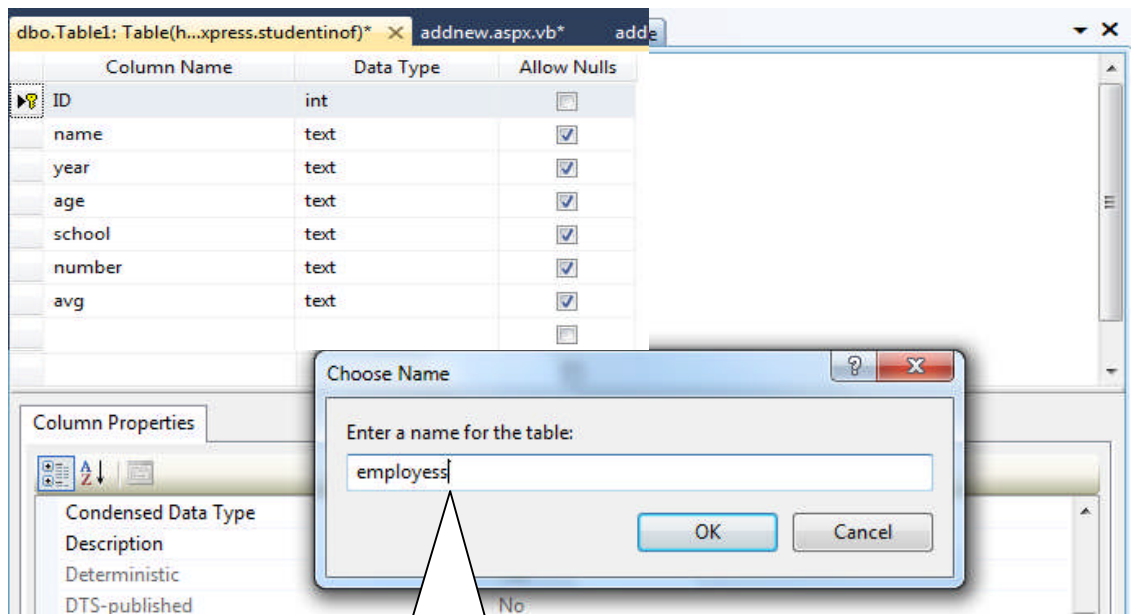 dbo.Table1: Table(h...xpress.studentinof)* addnew.aspx.vb* adde
Column Name Data Type Allow Nulls
ID int
name text
year text
age text
school text
number text
avg text
Choose Name
Column Properties
Enter a name for the table:
employess
OK Cancel
Condensed Data Type
Description
Deterministic
DTS-published No